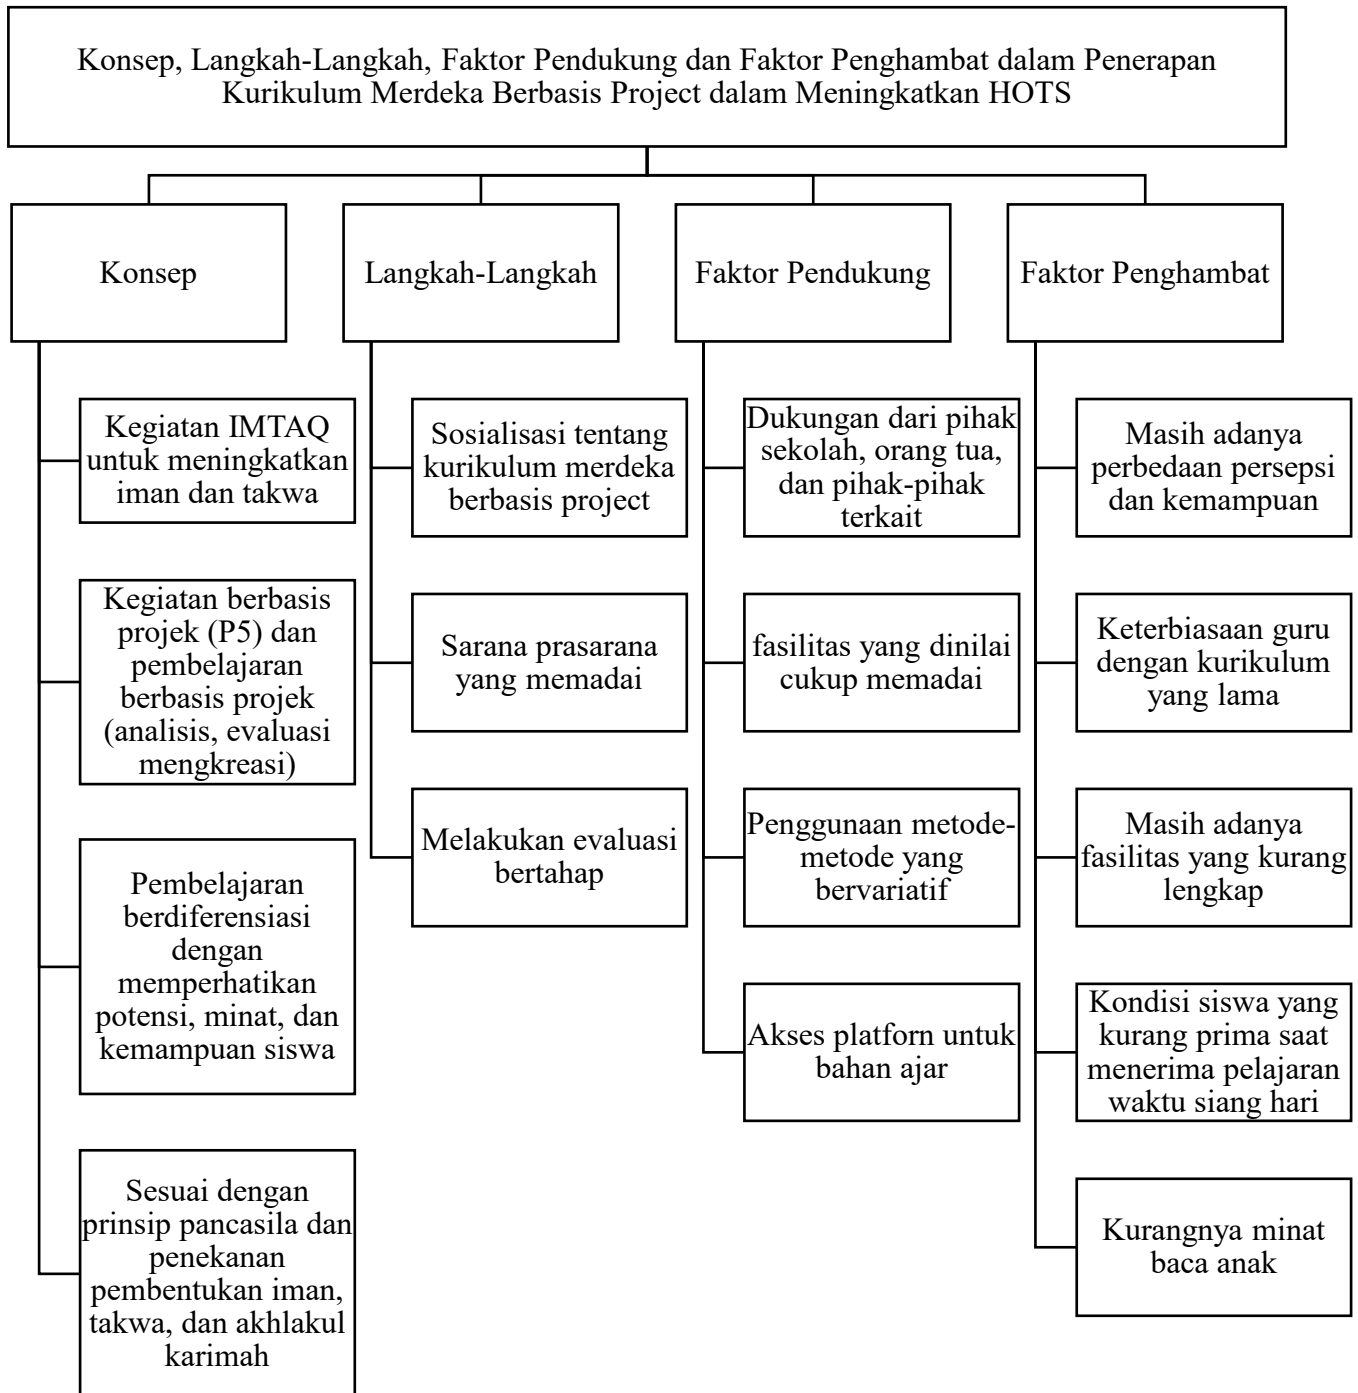 Konsep, Langkah-Langkah, Faktor Pendukung dan Faktor Penghambat dalam Penerapan
Kurikulum Merdeka Berbasis Project dalam Meningkatkan HOTS
Konsep
Kegiatan IMTAQ
untuk meningkatkan
iman dan takwa
Kegiatan berbasis
projek (P5) dan
pembelajaran
berbasis projek
(analisis, evaluasi
mengkreasi)
Pembelajaran
berdiferensiasi
dengan
memperhatikan
potensi, minat, dan
kemampuan siswa
Sesuai dengan
prinsip pancasila dan
penekanan
pembentukan iman,
takwa, dan akhlakul
karimah
Langkah-Langkah
Sosialisasi tentang
kurikulum merdeka
berbasis project
Sarana prasarana
yang memadai
Melakukan evaluasi
bertahap
Faktor Pendukung
Dukungan dari pihak
sekolah, orang tua,
dan pihak-pihak
terkait
fasilitas yang dinilai
cukup memadai
Penggunaan metode-
metode yang
bervariatif
Akses platforn untuk
bahan ajar
Faktor Penghambat
Masih adanya
perbedaan persepsi
dan kemampuan
Keterbiasaan guru
dengan kurikulum
yang lama
Masih adanya
fasilitas yang kurang
lengkap
Kondisi siswa yang
kurang prima saat
menerima pelajaran
waktu siang hari
Kurangnya minat
baca anak